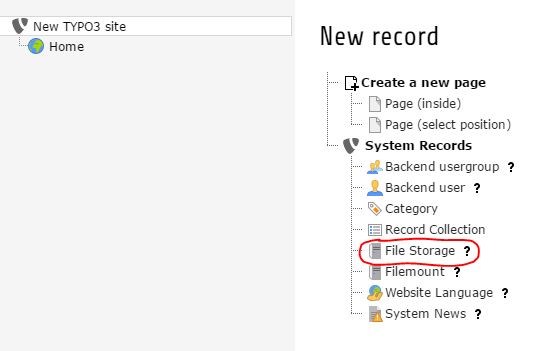 New TYPO3 site
Home
New record
Create a new page
Page (inside)
Page (select position)
System Records
Backend usergroup ?
Backend user ?
Category
Record Collection
File Storage ?
Filemount ?
Website Language ?
System News ?